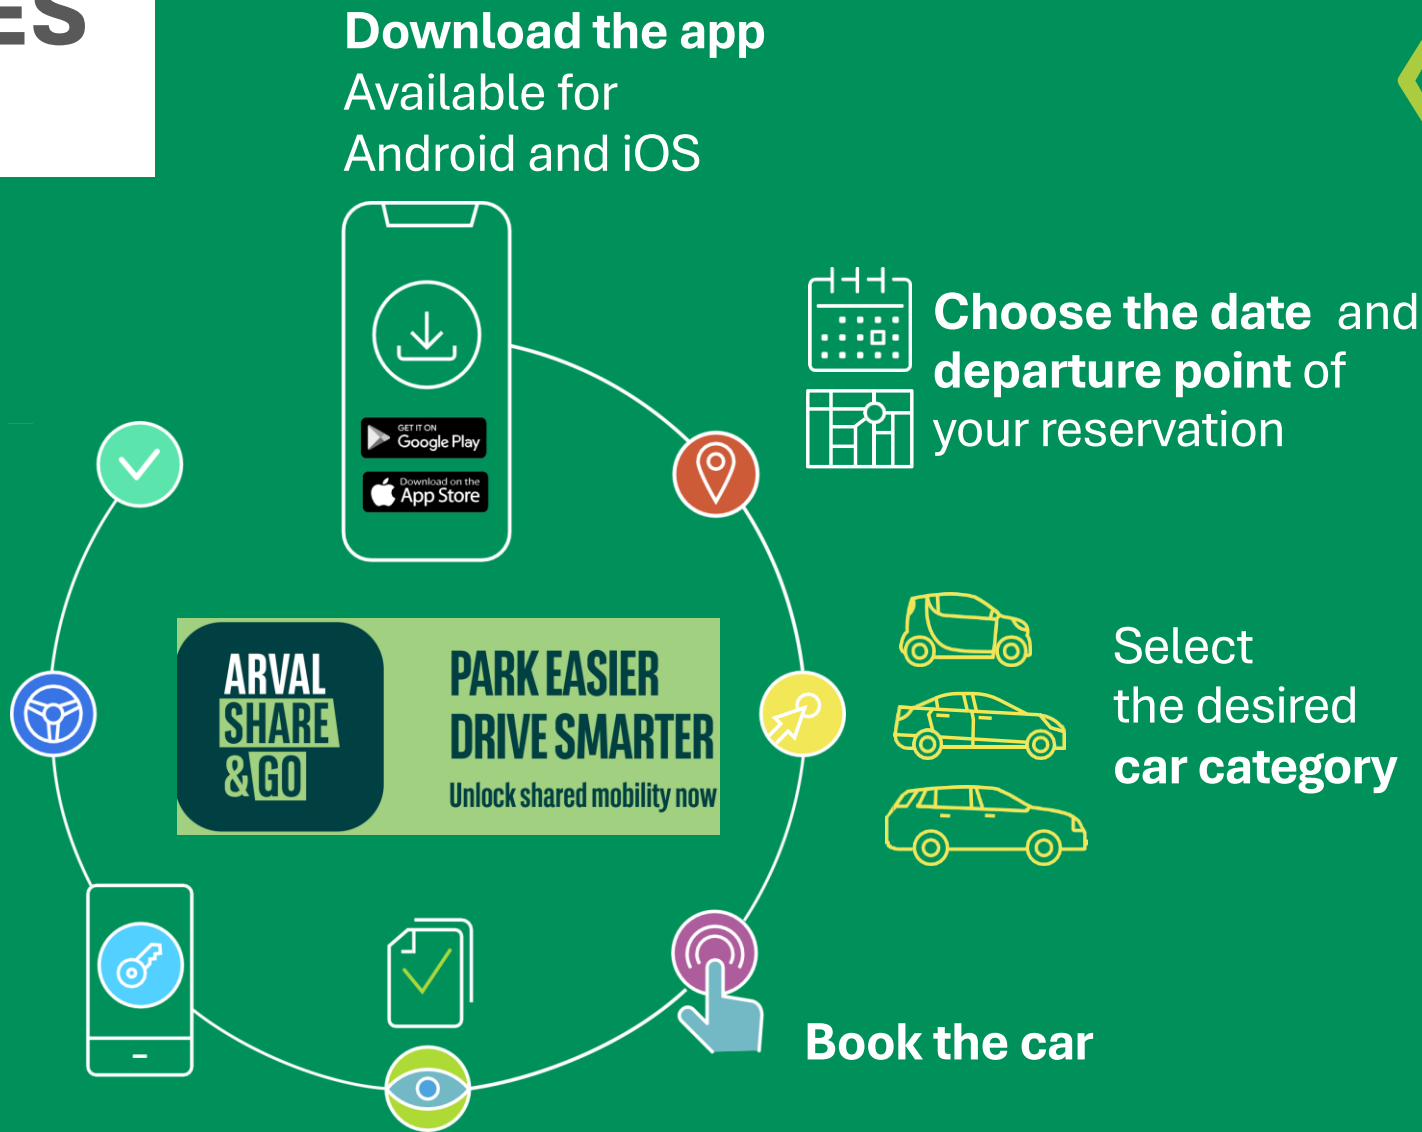 ES
Download the app
Available for
Android and iOS
GET IT ON
Google Play
Download on the
App Store
Choose the date and
departure point of
your reservation
ARVAL
SHARE
& GO
PARK EASIER
DRIVE SMARTER
Unlock shared mobility now
Select
the desired
car category
Book the car